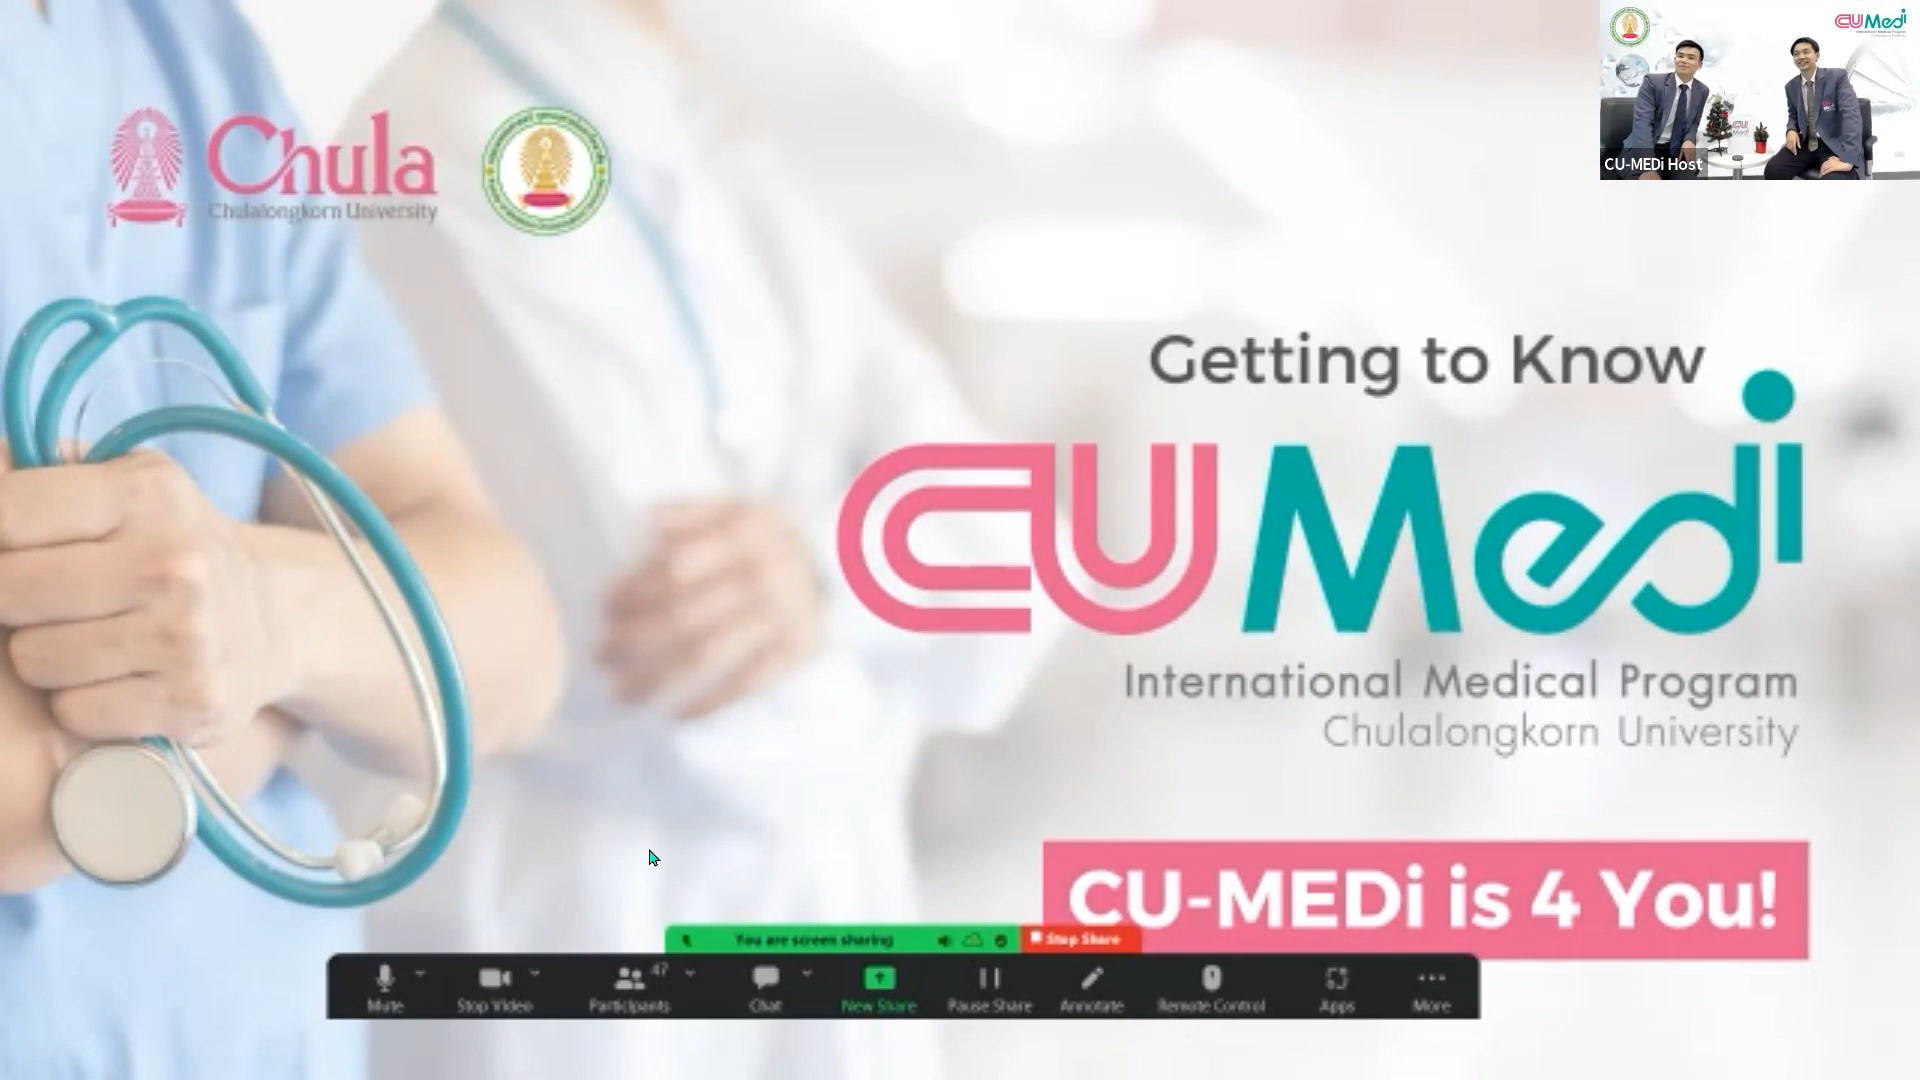 Chula
Chulalongkorn University
CU Medi
CU-MEDi Host
Getting to Know
CU Medi
International Medical Program
Chulalongkorn University
CU-MEDi is 4 You!
You are screen sharing
Stop Share
Mute
Stop Video
47
Participants
Chat
New Share
Pause Share
Annotate
Remote Control
Apps
More